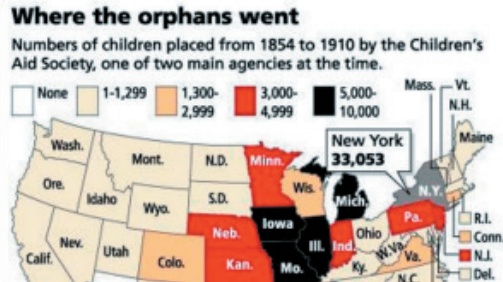 Where the orphans went
Numbers of children placed from 1854 to 1910 by the Children's
Aid Society, one of two main agencies at the time.
None
1-1,299
1,300-
2,999
3,000-
4,999
5,000-
10,000
Mass.
Vt.
N.H.
Maine
New York
33,053
Wash.
Mont.
N.D.
Minn.
Ore.
Idaho
Wyo.
S.D.
Wis.
Mich.
N.Y.
Neb.
Iowa
Ill.
Ind.
Ohio
Pa.
R.I.
Conn.
N.J.
Del.
Calif.
Nev.
Utah
Colo.
Kan.
Mo.
Ky.
W.Va.
Va.
N.C.